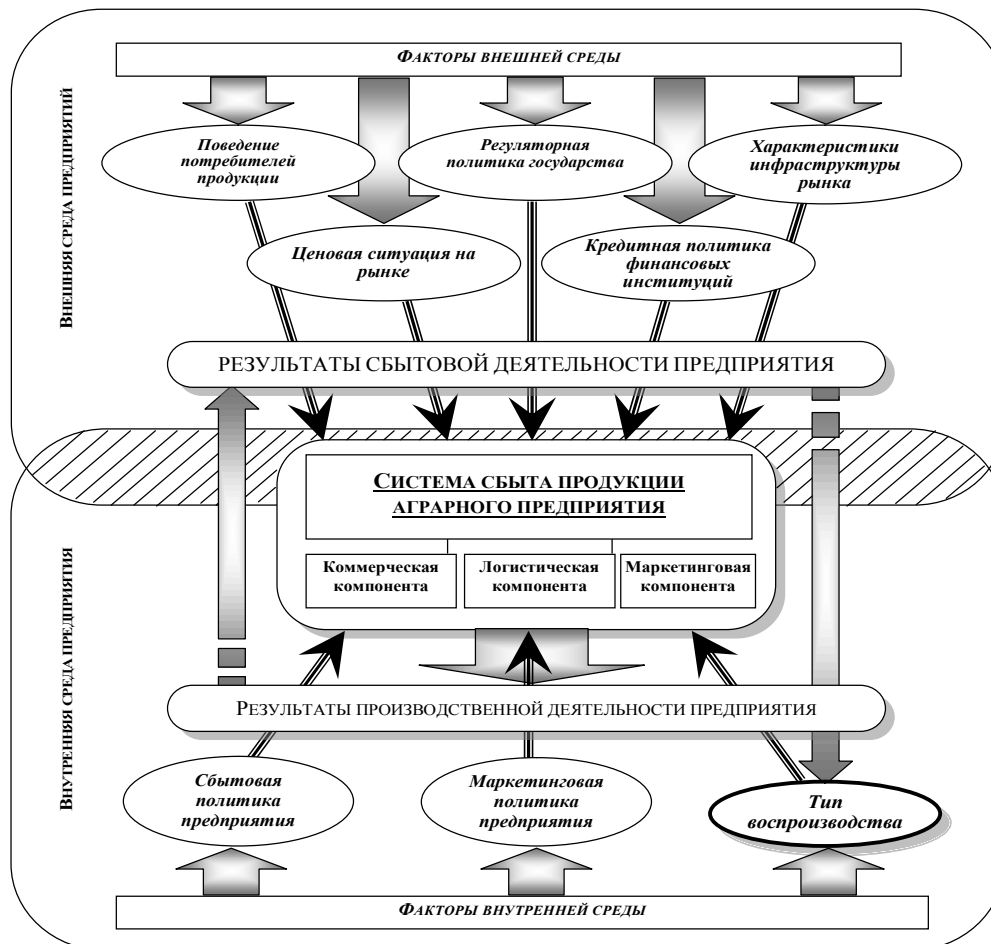 ФАКТОРЫ ВНЕШНЕЙ СРЕДЫ
ВНЕШНЯЯ СРЕДА ПРЕДПРИЯТИЙ
Поведение
потребителей
продукции
Регуляторная
политика государства
Характеристики
инфраструктуры
рынка
Ценовая ситуация на
рынке
Кредитная политика
финансовых
институций
РЕЗУЛЬТАТЫ СБЫТОВОЙ ДЕЯТЕЛЬНОСТИ ПРЕДПРИЯТИЯ
СИСТЕМА СБЫТА ПРОДУКЦИИ
АГРАРНОГО ПРЕДПРИЯТИЯ
Коммерческая
компонента
Логистическая
компонента
Маркетинговая
компонента
ВНУТРЕННЯЯ СРЕДА ПРЕДПРИЯТИЯ
РЕЗУЛЬТАТЫ ПРОИЗВОДСТВЕННОЙ ДЕЯТЕЛЬНОСТИ ПРЕДПРИЯТИЯ
Сбытовая
политика
предприятия
Маркетинговая
политика
предприятия
Тип
воспроизводства
ФАКТОРЫ ВНУТРЕННЕЙ СРЕДЫ